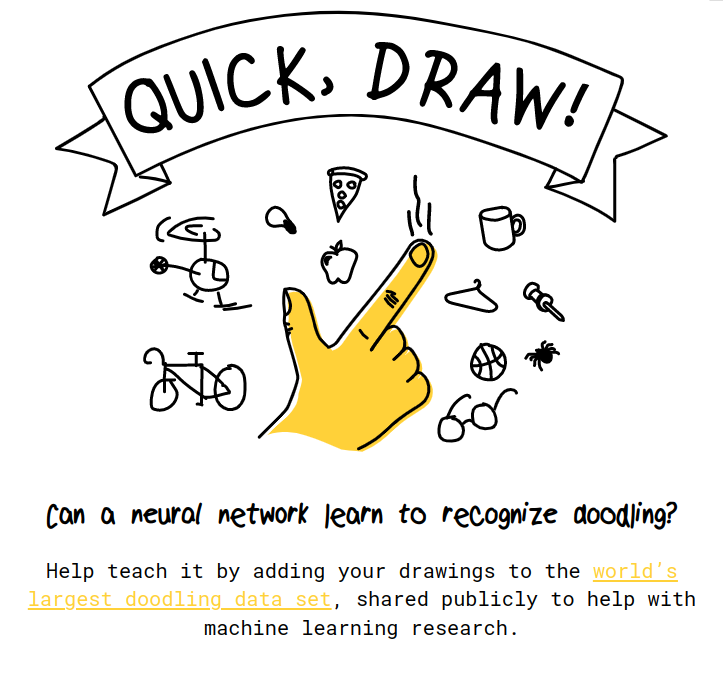 QUICK, DRAW!
Can a neural network learn to recognize doodling?
Help teach it by adding your drawings to the world's
largest doodling data set, shared publicly to help with
machine learning research.